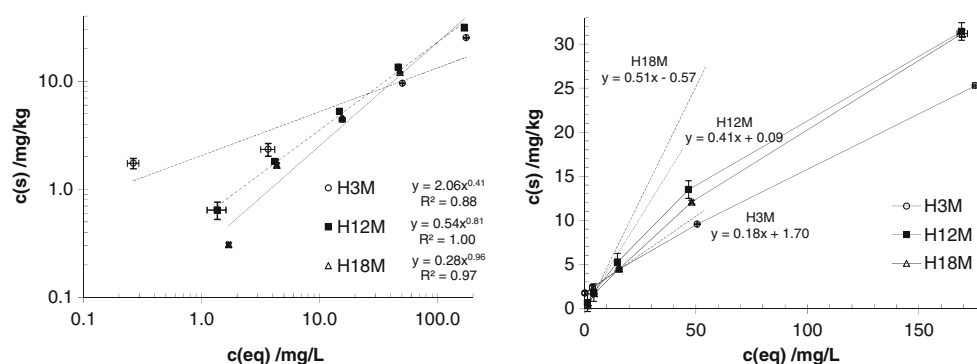 c(s) /mg/kg
10.0
1.0
0.1
0.1
1.0
10.0
100.0
c(eq) /mg/L
H3M
y = 2.06x^0.41
R² = 0.88
H12M
y = 0.54x^0.81
R² = 1.00
H18M
y = 0.28x^0.96
R² = 0.97
c(s) /mg/kg
30
25
20
15
10
5
0
0
50
100
150
c(eq) /mg/L
H18M
y = 0.51x - 0.57
H12M
y = 0.41x + 0.09
H3M
y = 0.18x + 1.70
H3M
H12M
H18M